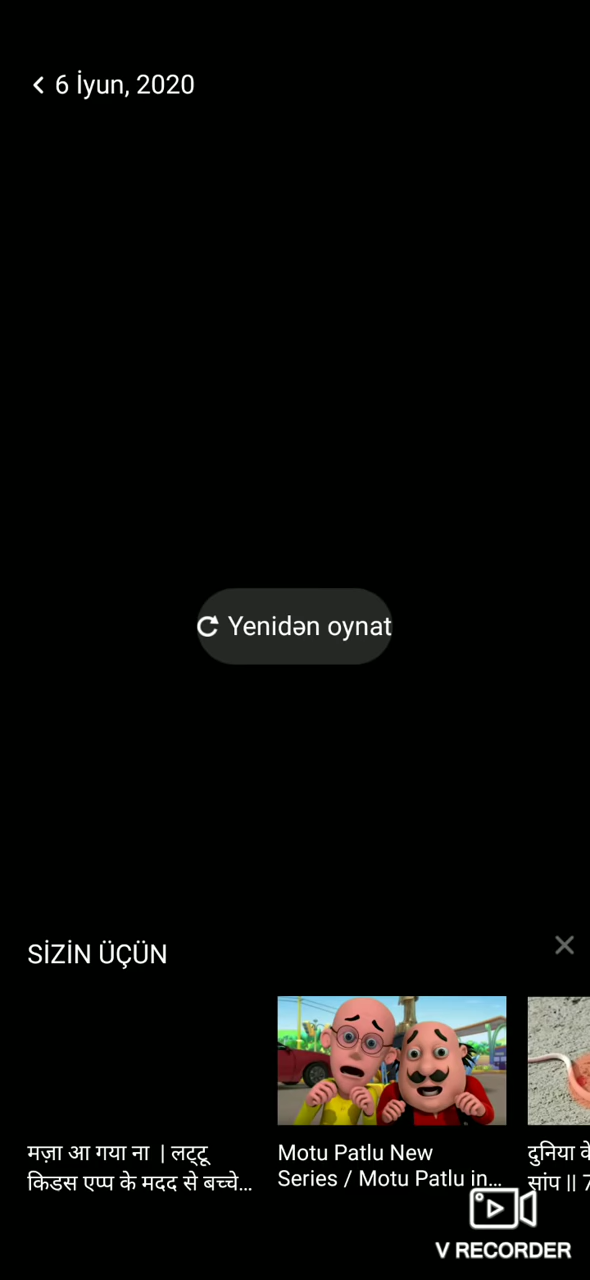 6 İyun, 2020
Yenidən oynat
SİZİN ÜÇÜN
मज़ा आ गया ना | लट्टू
किडस एप्प के मदद से बच्चे...
Motu Patlu New
Series / Motu Patlu in...
दुनिया के
सांप || 7
V RECORDER